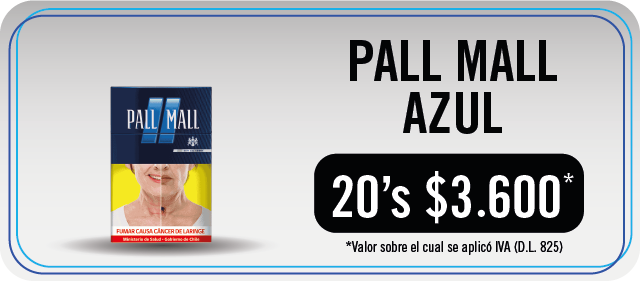 PALL MALL
AZUL
20's $3.600*
*Valor sobre el cual se aplicó IVA (D.L. 825)
PALL MALL
FUMAR CAUSA CÁNCER DE LARINGE
Ministerio de Salud - Gobierno de Chile